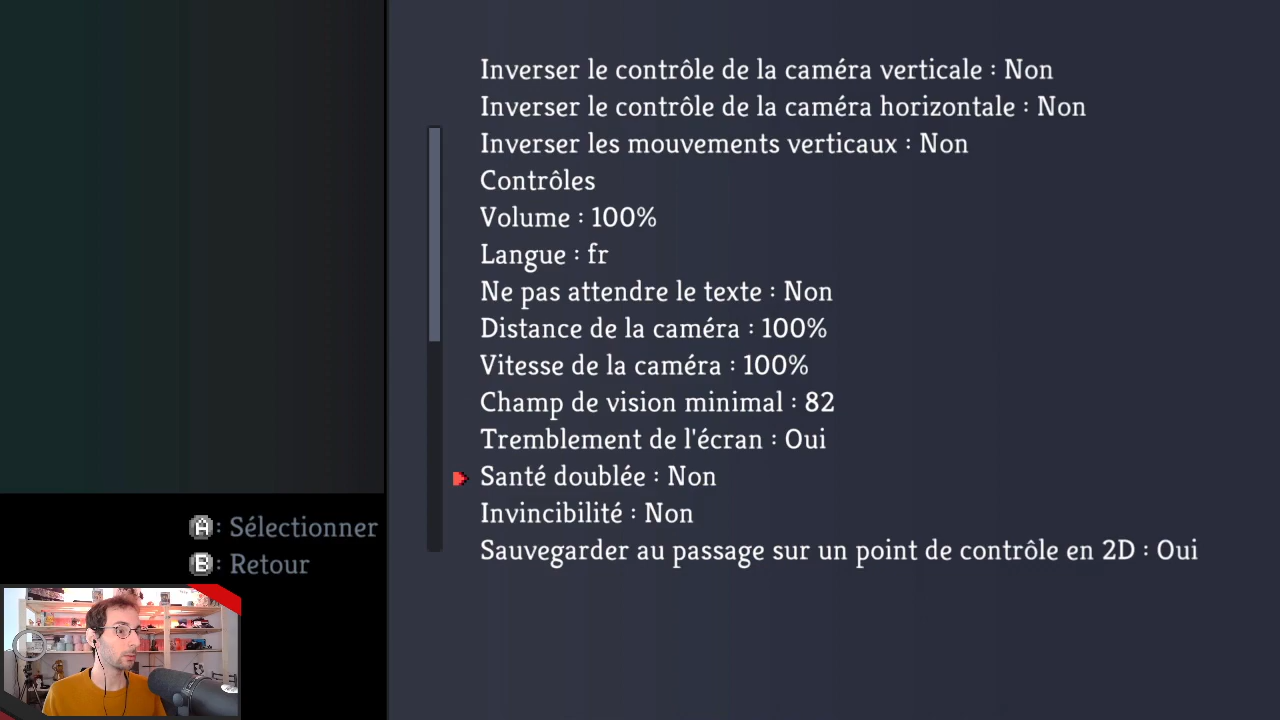 Inverser le contrôle de la caméra verticale : Non
Inverser le contrôle de la caméra horizontale : Non
Inverser les mouvements verticaux : Non
Contrôles
Volume : 100%
Langue : fr
Ne pas attendre le texte : Non
Distance de la caméra : 100%
Vitesse de la caméra : 100%
Champ de vision minimal : 82
Tremblement de l'écran : Oui
Santé doublée : Non
Invincibilité : Non
Sauvegarder au passage sur un point de contrôle en 2D : Oui
A : Sélectionner
B : Retour